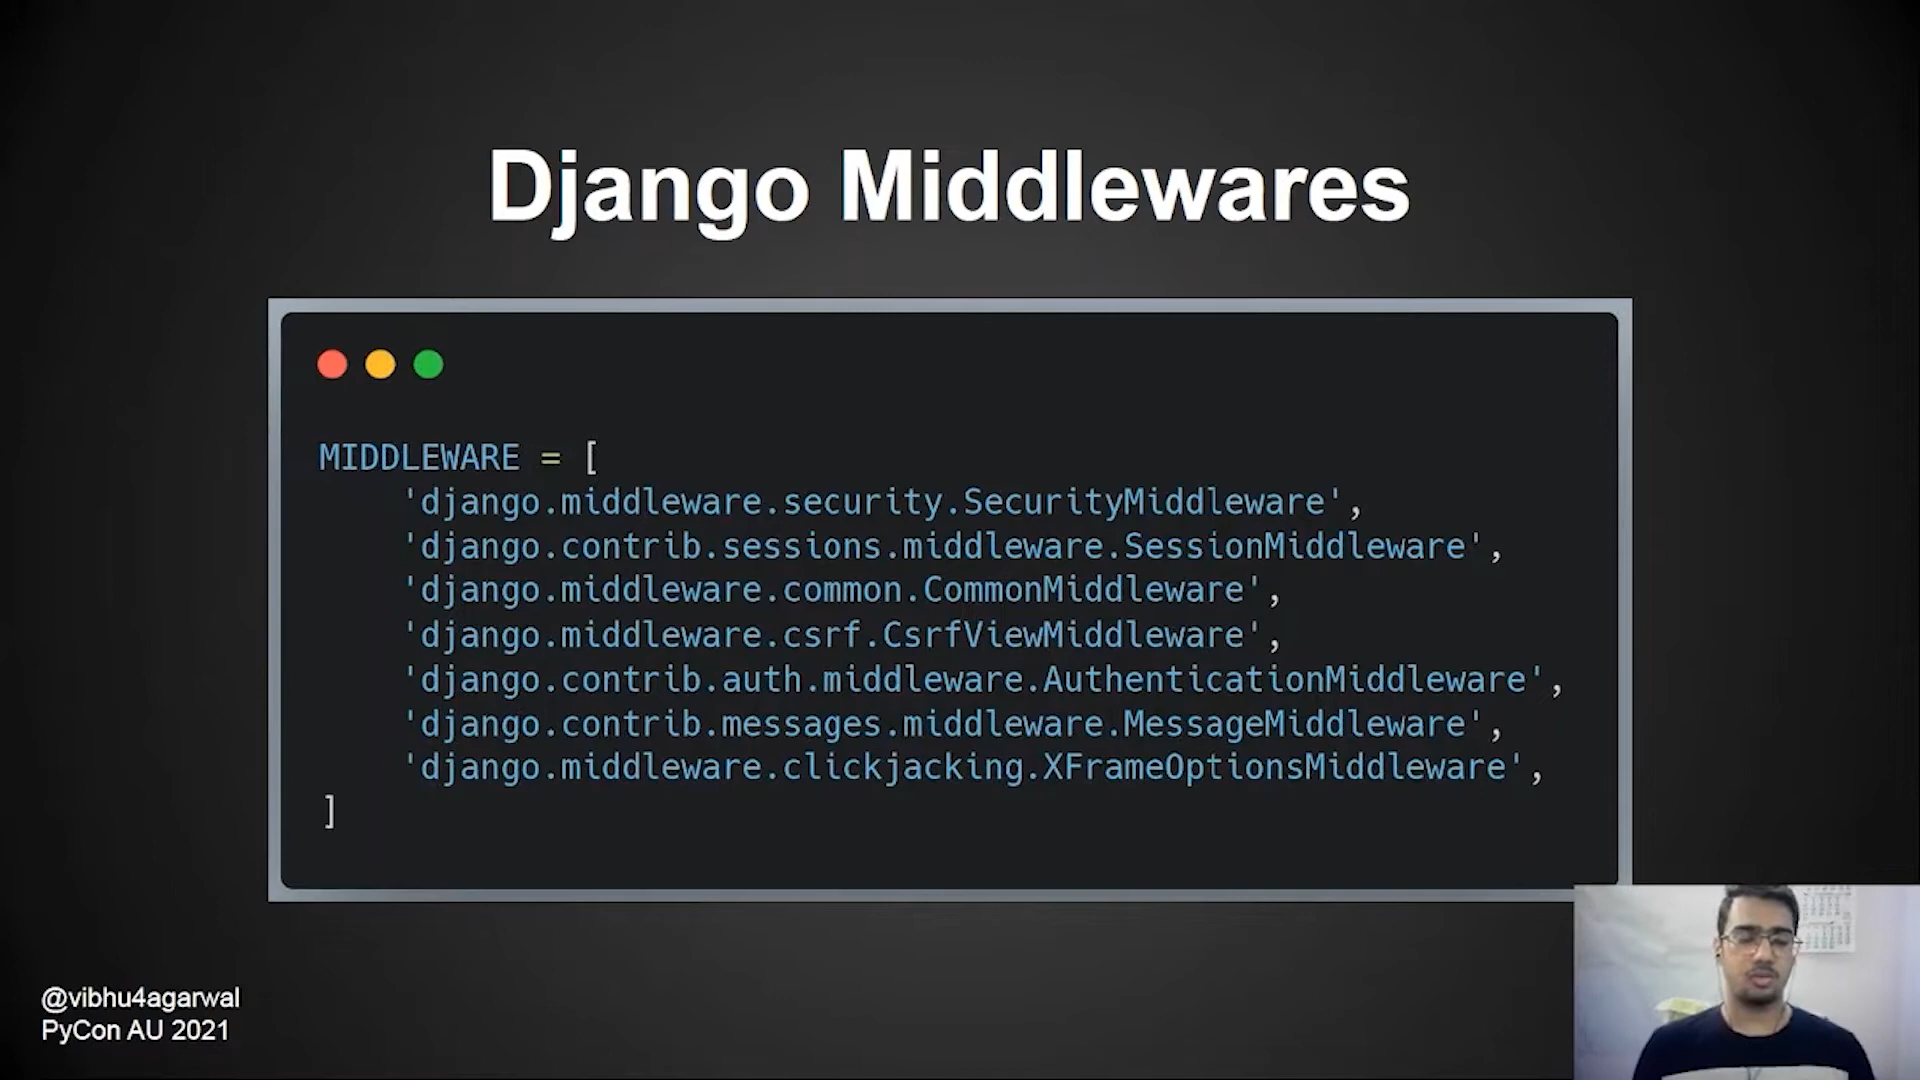 Django Middlewares
MIDDLEWARE = [
    'django.middleware.security.SecurityMiddleware',
    'django.contrib.sessions.middleware.SessionMiddleware',
    'django.middleware.common.CommonMiddleware',
    'django.middleware.csrf.CsrfViewMiddleware',
    'django.contrib.auth.middleware.AuthenticationMiddleware',
    'django.contrib.messages.middleware.MessageMiddleware',
    'django.middleware.clickjacking.XFrameOptionsMiddleware',
]
@vibhu4agarwal
PyCon AU 2021